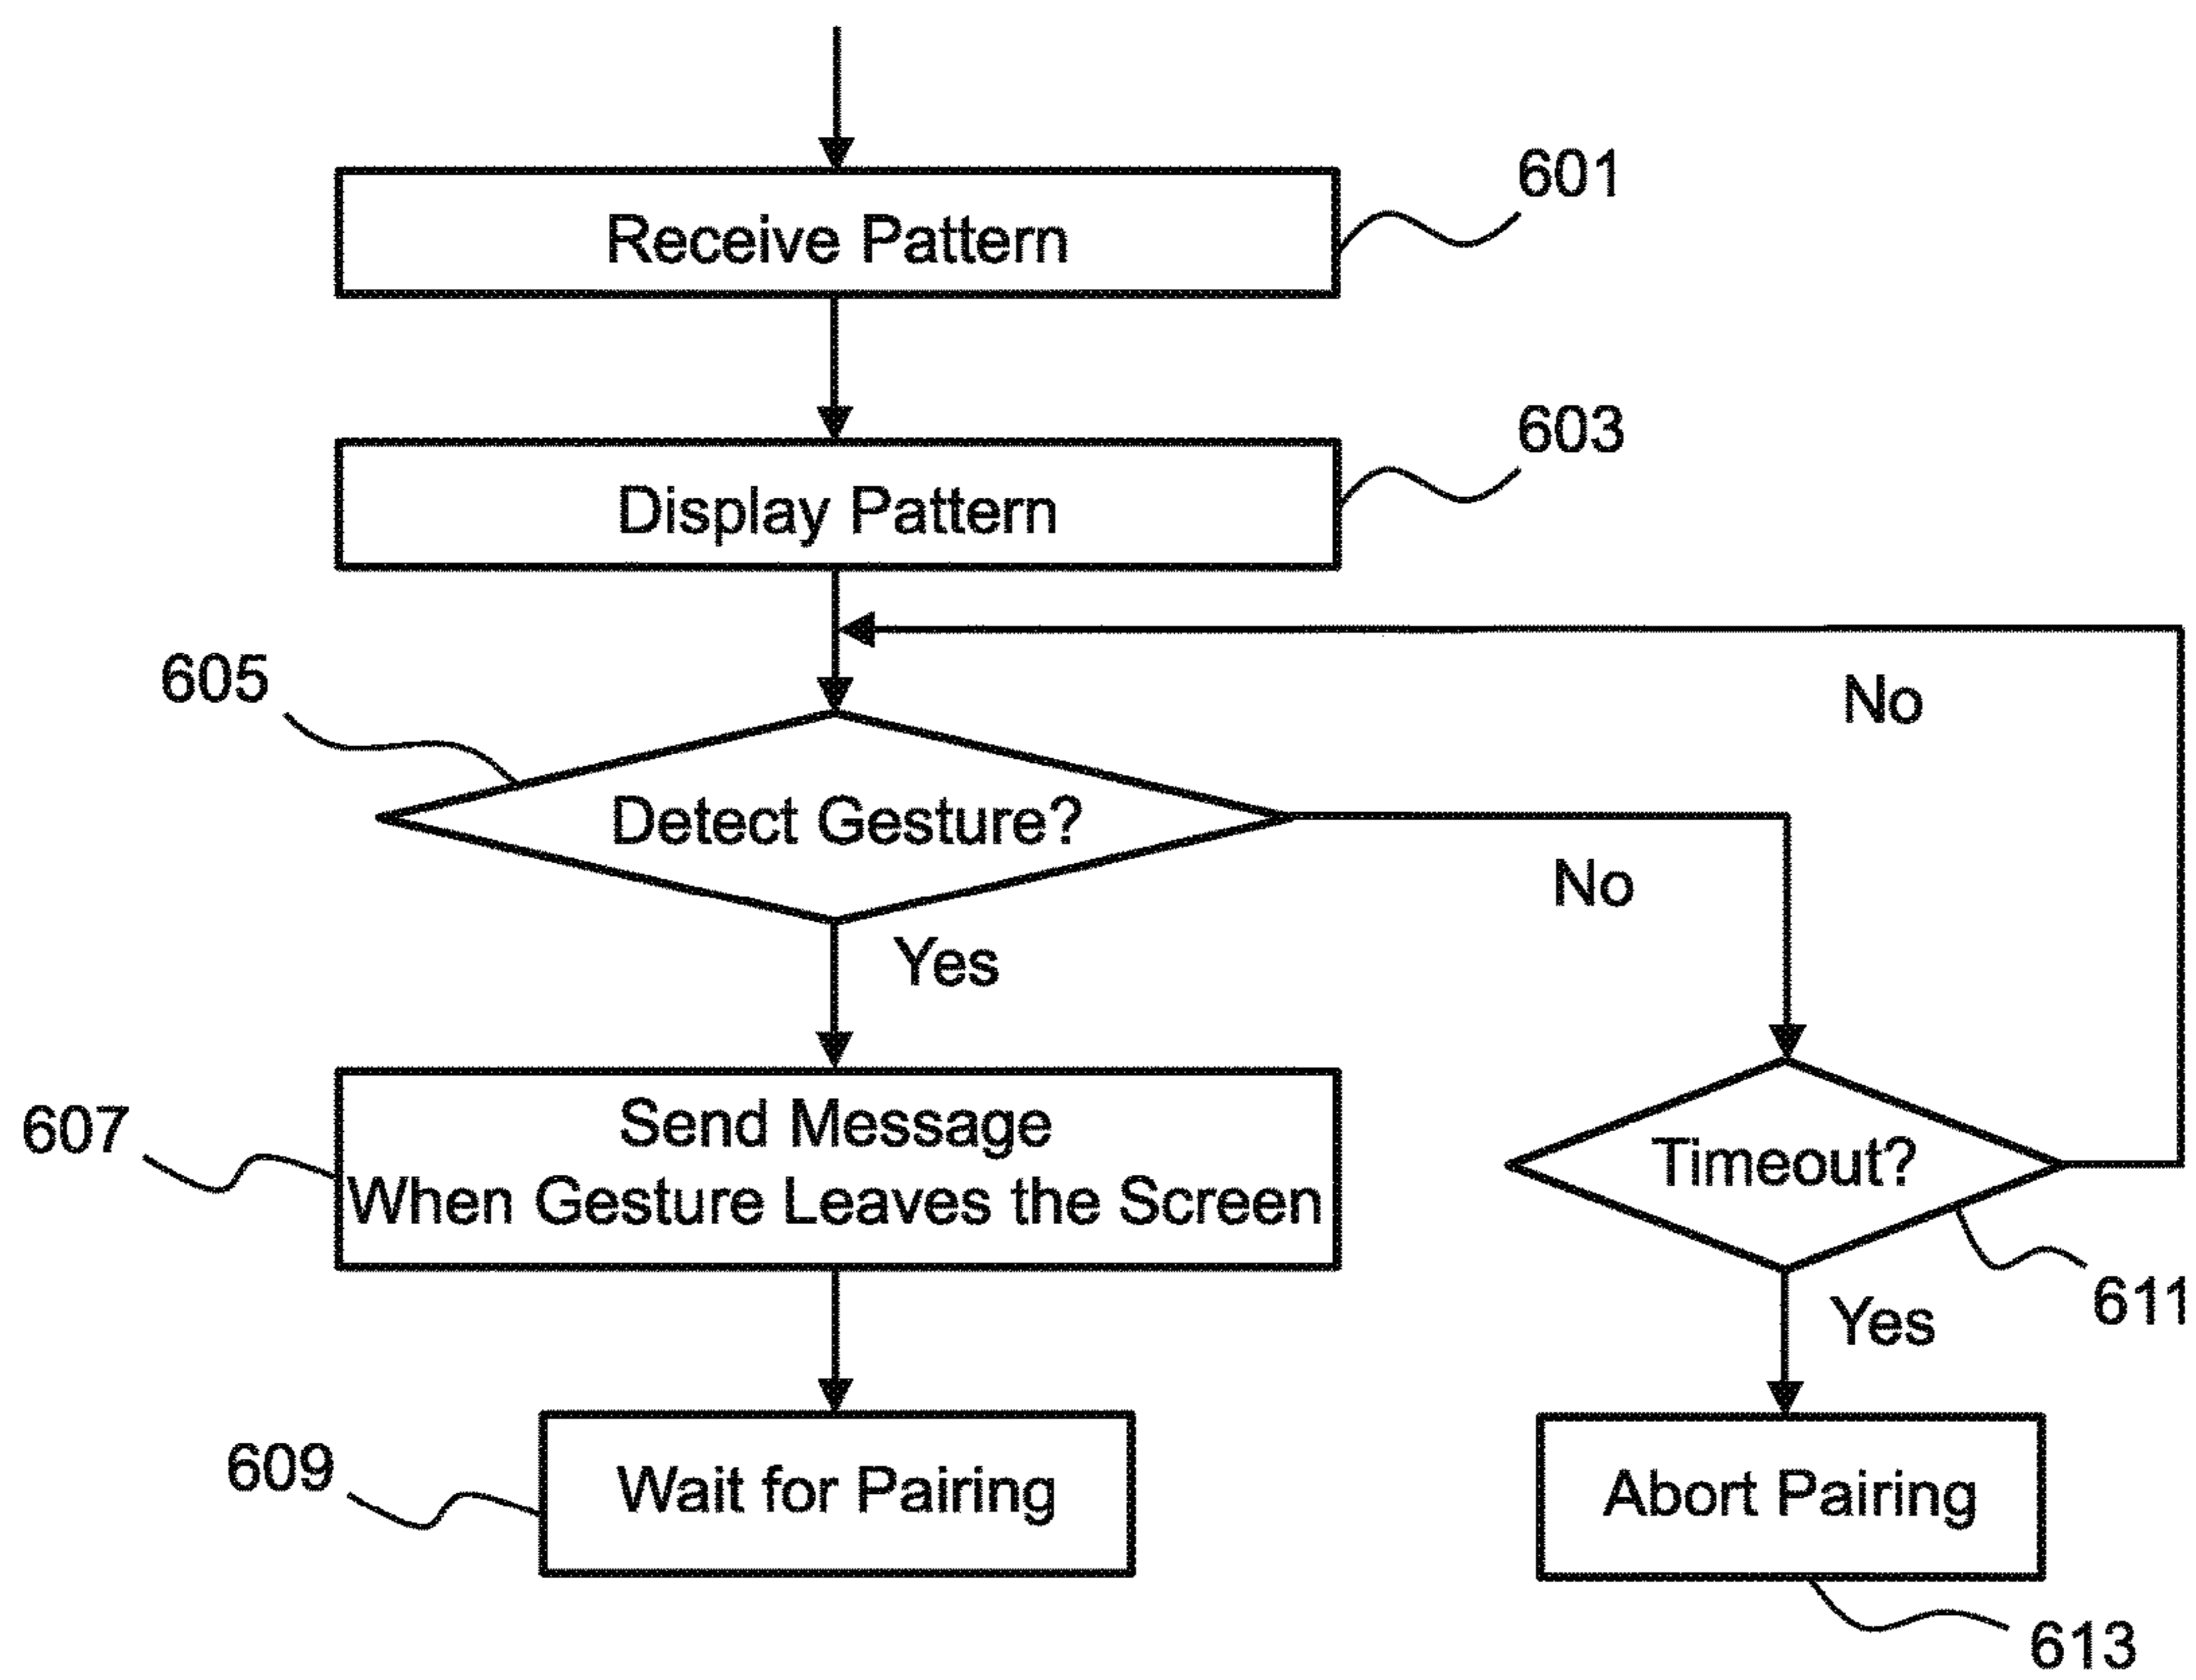 Receive Pattern
601
Display Pattern
603
605
Detect Gesture?
No
No
Yes
607
Send Message
When Gesture Leaves the Screen
Timeout?
611
Yes
609
Wait for Pairing
Abort Pairing
613